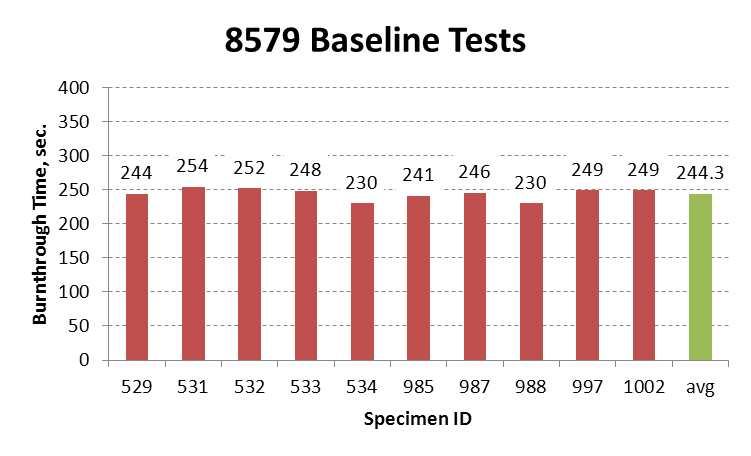 8579 Baseline Tests
Burnthrough Time, sec.
400
350
300
250
200
150
100
50
0
244 254 252 248 230 241 246 230 249 249 244.3
529 531 532 533 534 985 987 988 997 1002 avg
Specimen ID